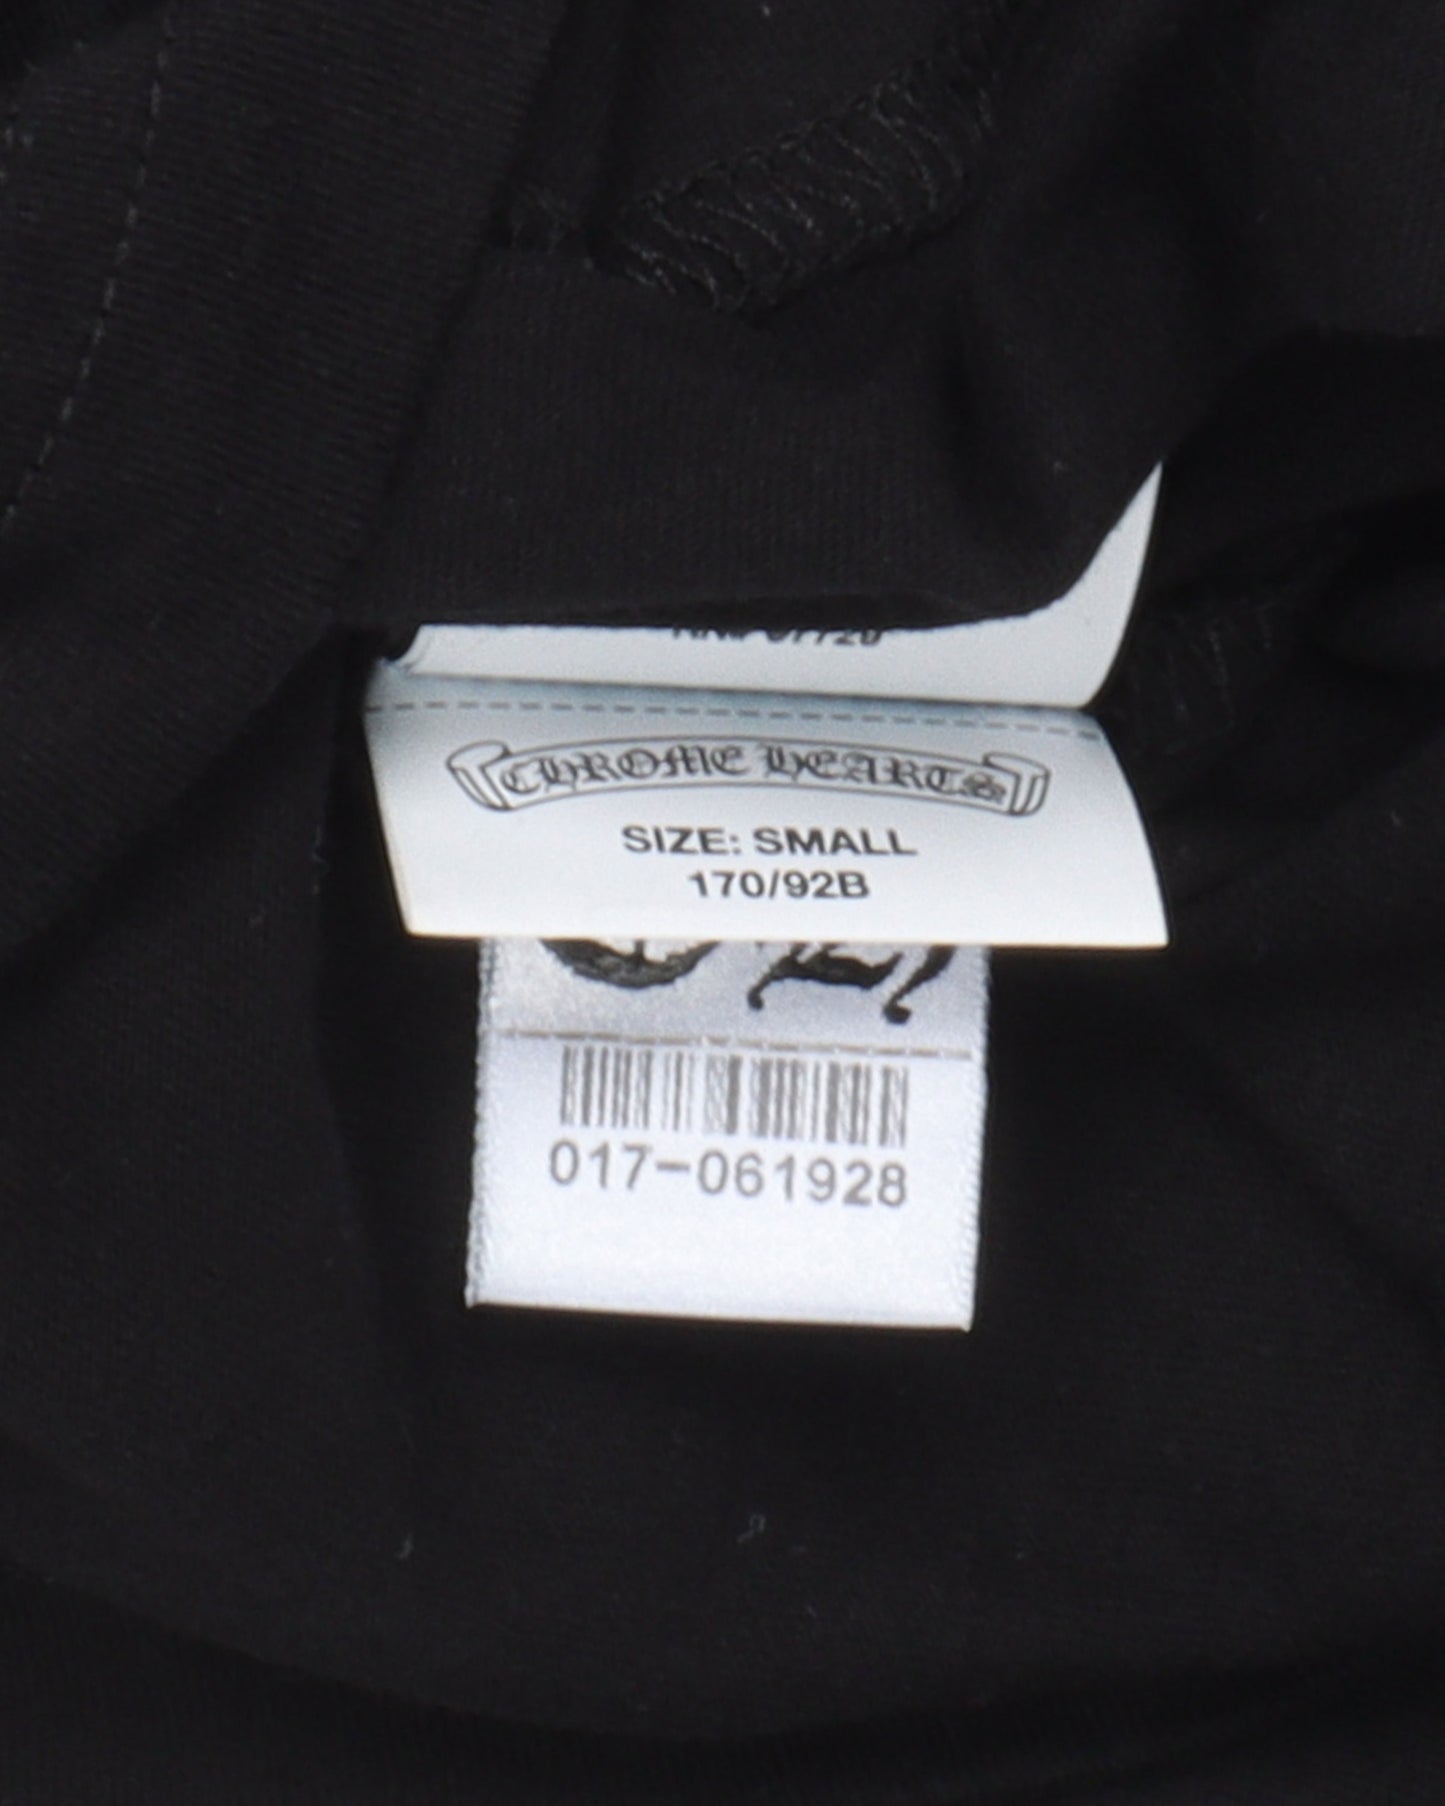 CHROME HEARTS
SIZE: SMALL
170/92B
017-061928